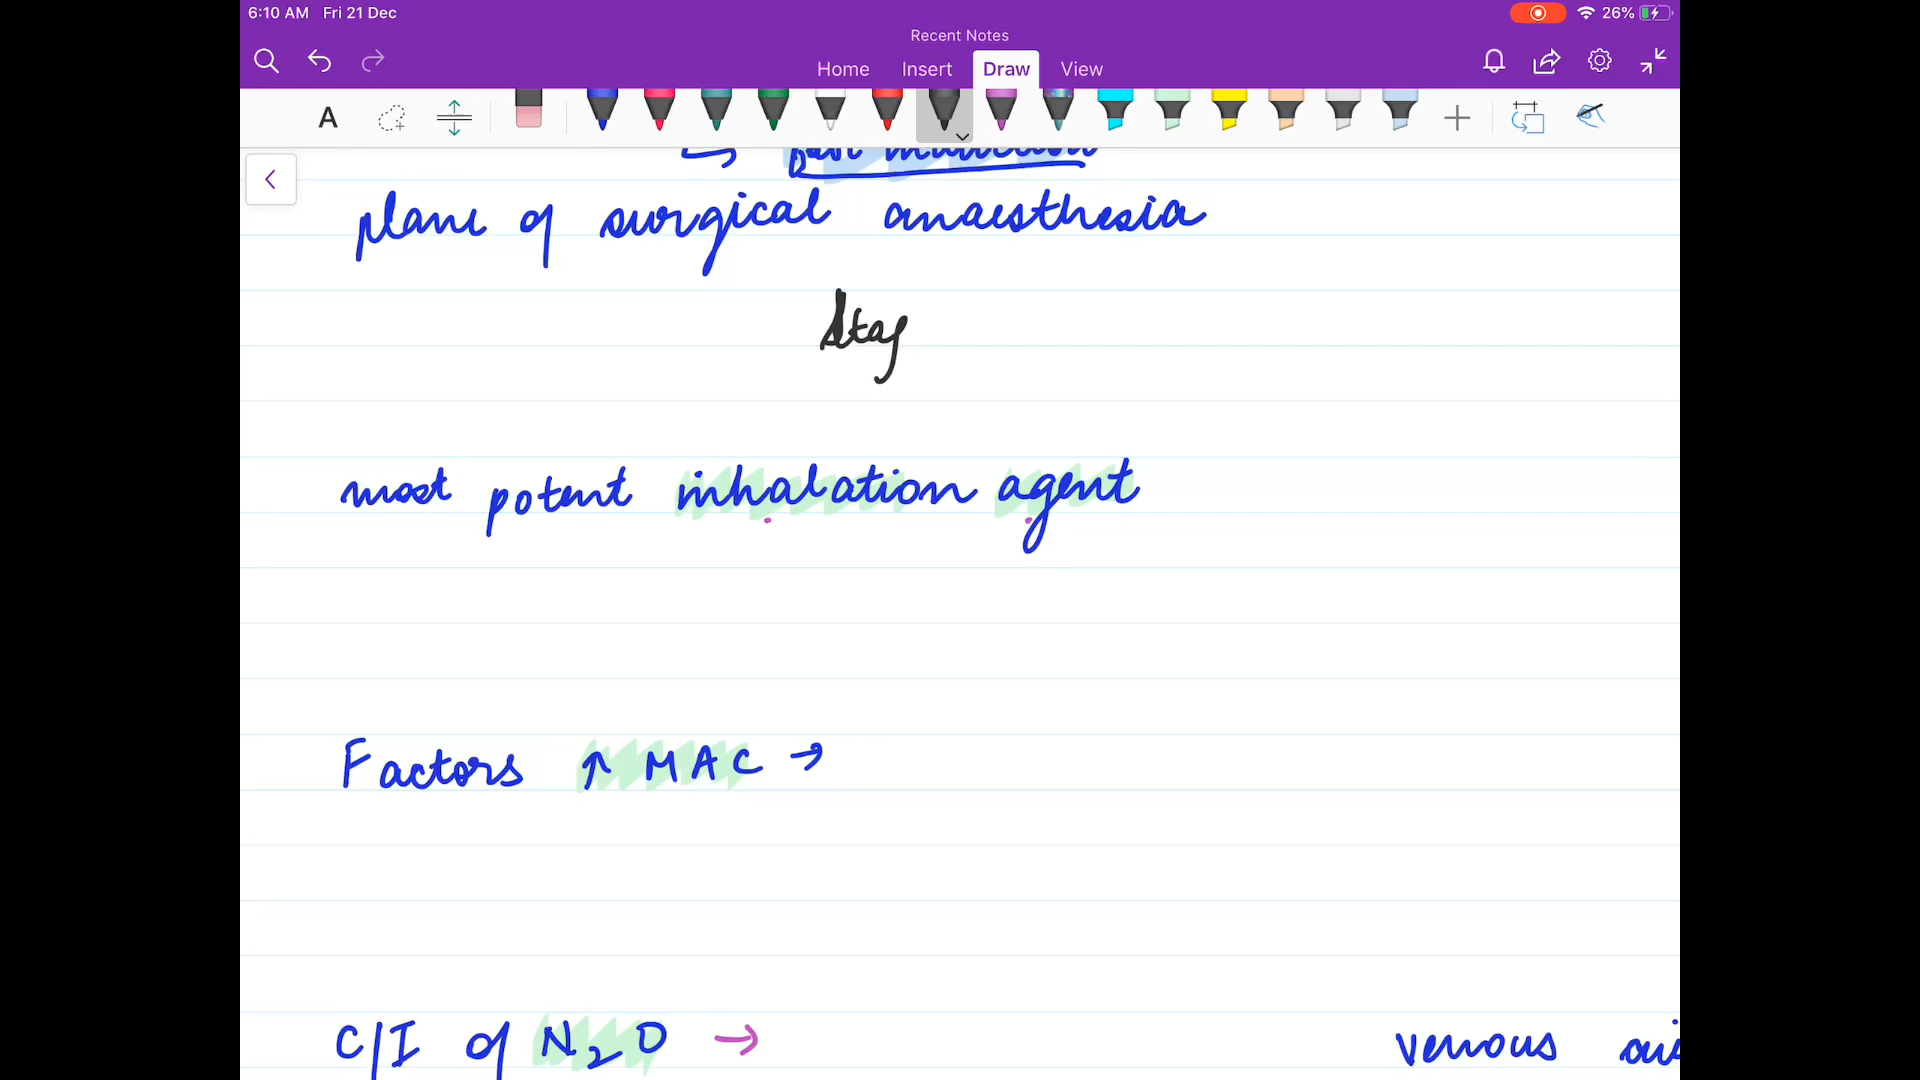 6:10 AM Fri 21 Dec
26%
Recent Notes
Home Insert Draw View
A
plane of surgical anaesthesia
Stag
most potent inhalation agent
Factors ↑ MAC →
C/I of N2O → venous